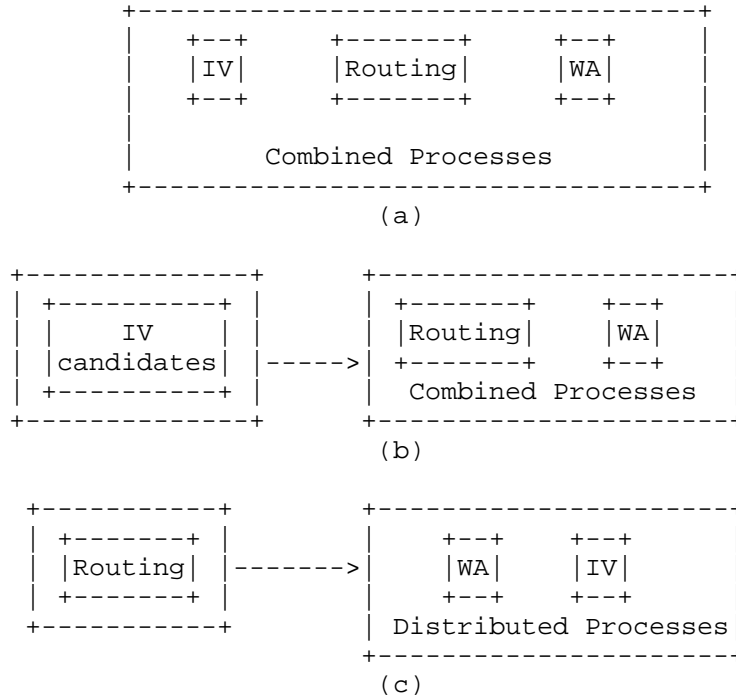 IV Routing WA
Combined Processes
(a)
IV Routing WA
candidates
Combined Processes
(b)
Routing WA IV
Distributed Processes
(c)